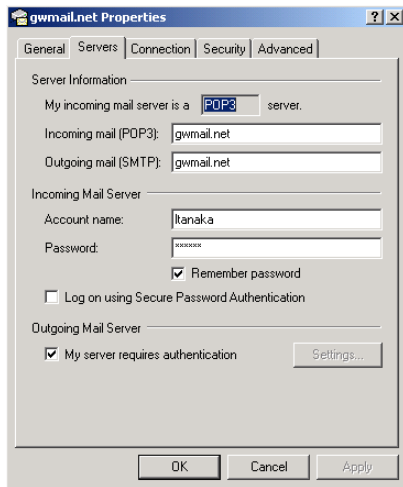 gwmail.net Properties
General Servers Connection Security Advanced
Server Information
My incoming mail server is a POP3 server.
Incoming mail (POP3): gwmail.net
Outgoing mail (SMTP): gwmail.net
Incoming Mail Server
Account name: ltanaka
Password: ******
Remember password
Log on using Secure Password Authentication
Outgoing Mail Server
My server requires authentication Settings...
OK Cancel Apply